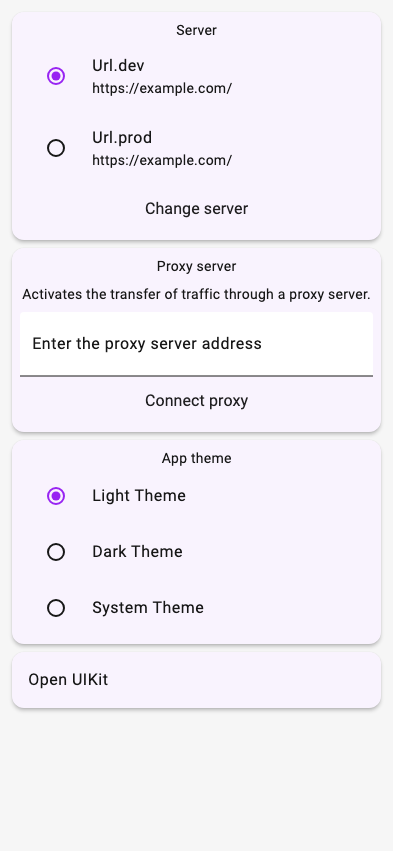 Server
Url.dev
https://example.com/
Url.prod
https://example.com/
Change server
Proxy server
Activates the transfer of traffic through a proxy server.
Enter the proxy server address
Connect proxy
App theme
Light Theme
Dark Theme
System Theme
Open UIKit